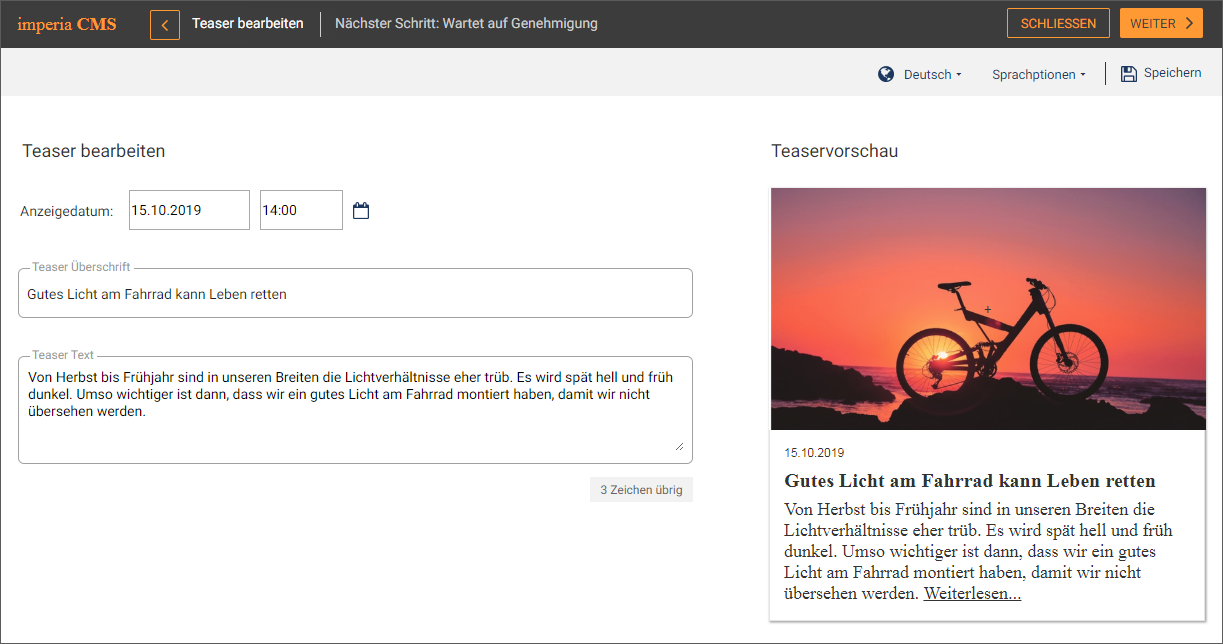 imperia CMS
Teaser bearbeiten
Nächster Schritt: Wartet auf Genehmigung
SCHLIESSEN
WEITER
Deutsch
Sprachptionen
Speichern
Teaser bearbeiten
Anzeigedatum:
15.10.2019
14:00
Teaser Überschrift
Gutes Licht am Fahrrad kann Leben retten
Teaser Text
Von Herbst bis Frühjahr sind in unseren Breiten die Lichtverhältnisse eher trüb. Es wird spät hell und früh
dunkel. Umso wichtiger ist dann, dass wir ein gutes Licht am Fahrrad montiert haben, damit wir nicht
übersehen werden.
3 Zeichen übrig
Teaservorschau
15.10.2019
Gutes Licht am Fahrrad kann Leben retten
Von Herbst bis Frühjahr sind in unseren Breiten die
Lichtverhältnisse eher trüb. Es wird spät hell und früh
dunkel. Umso wichtiger ist dann, dass wir ein gutes
Licht am Fahrrad montiert haben, damit wir nicht
übersehen werden. Weiterlesen...